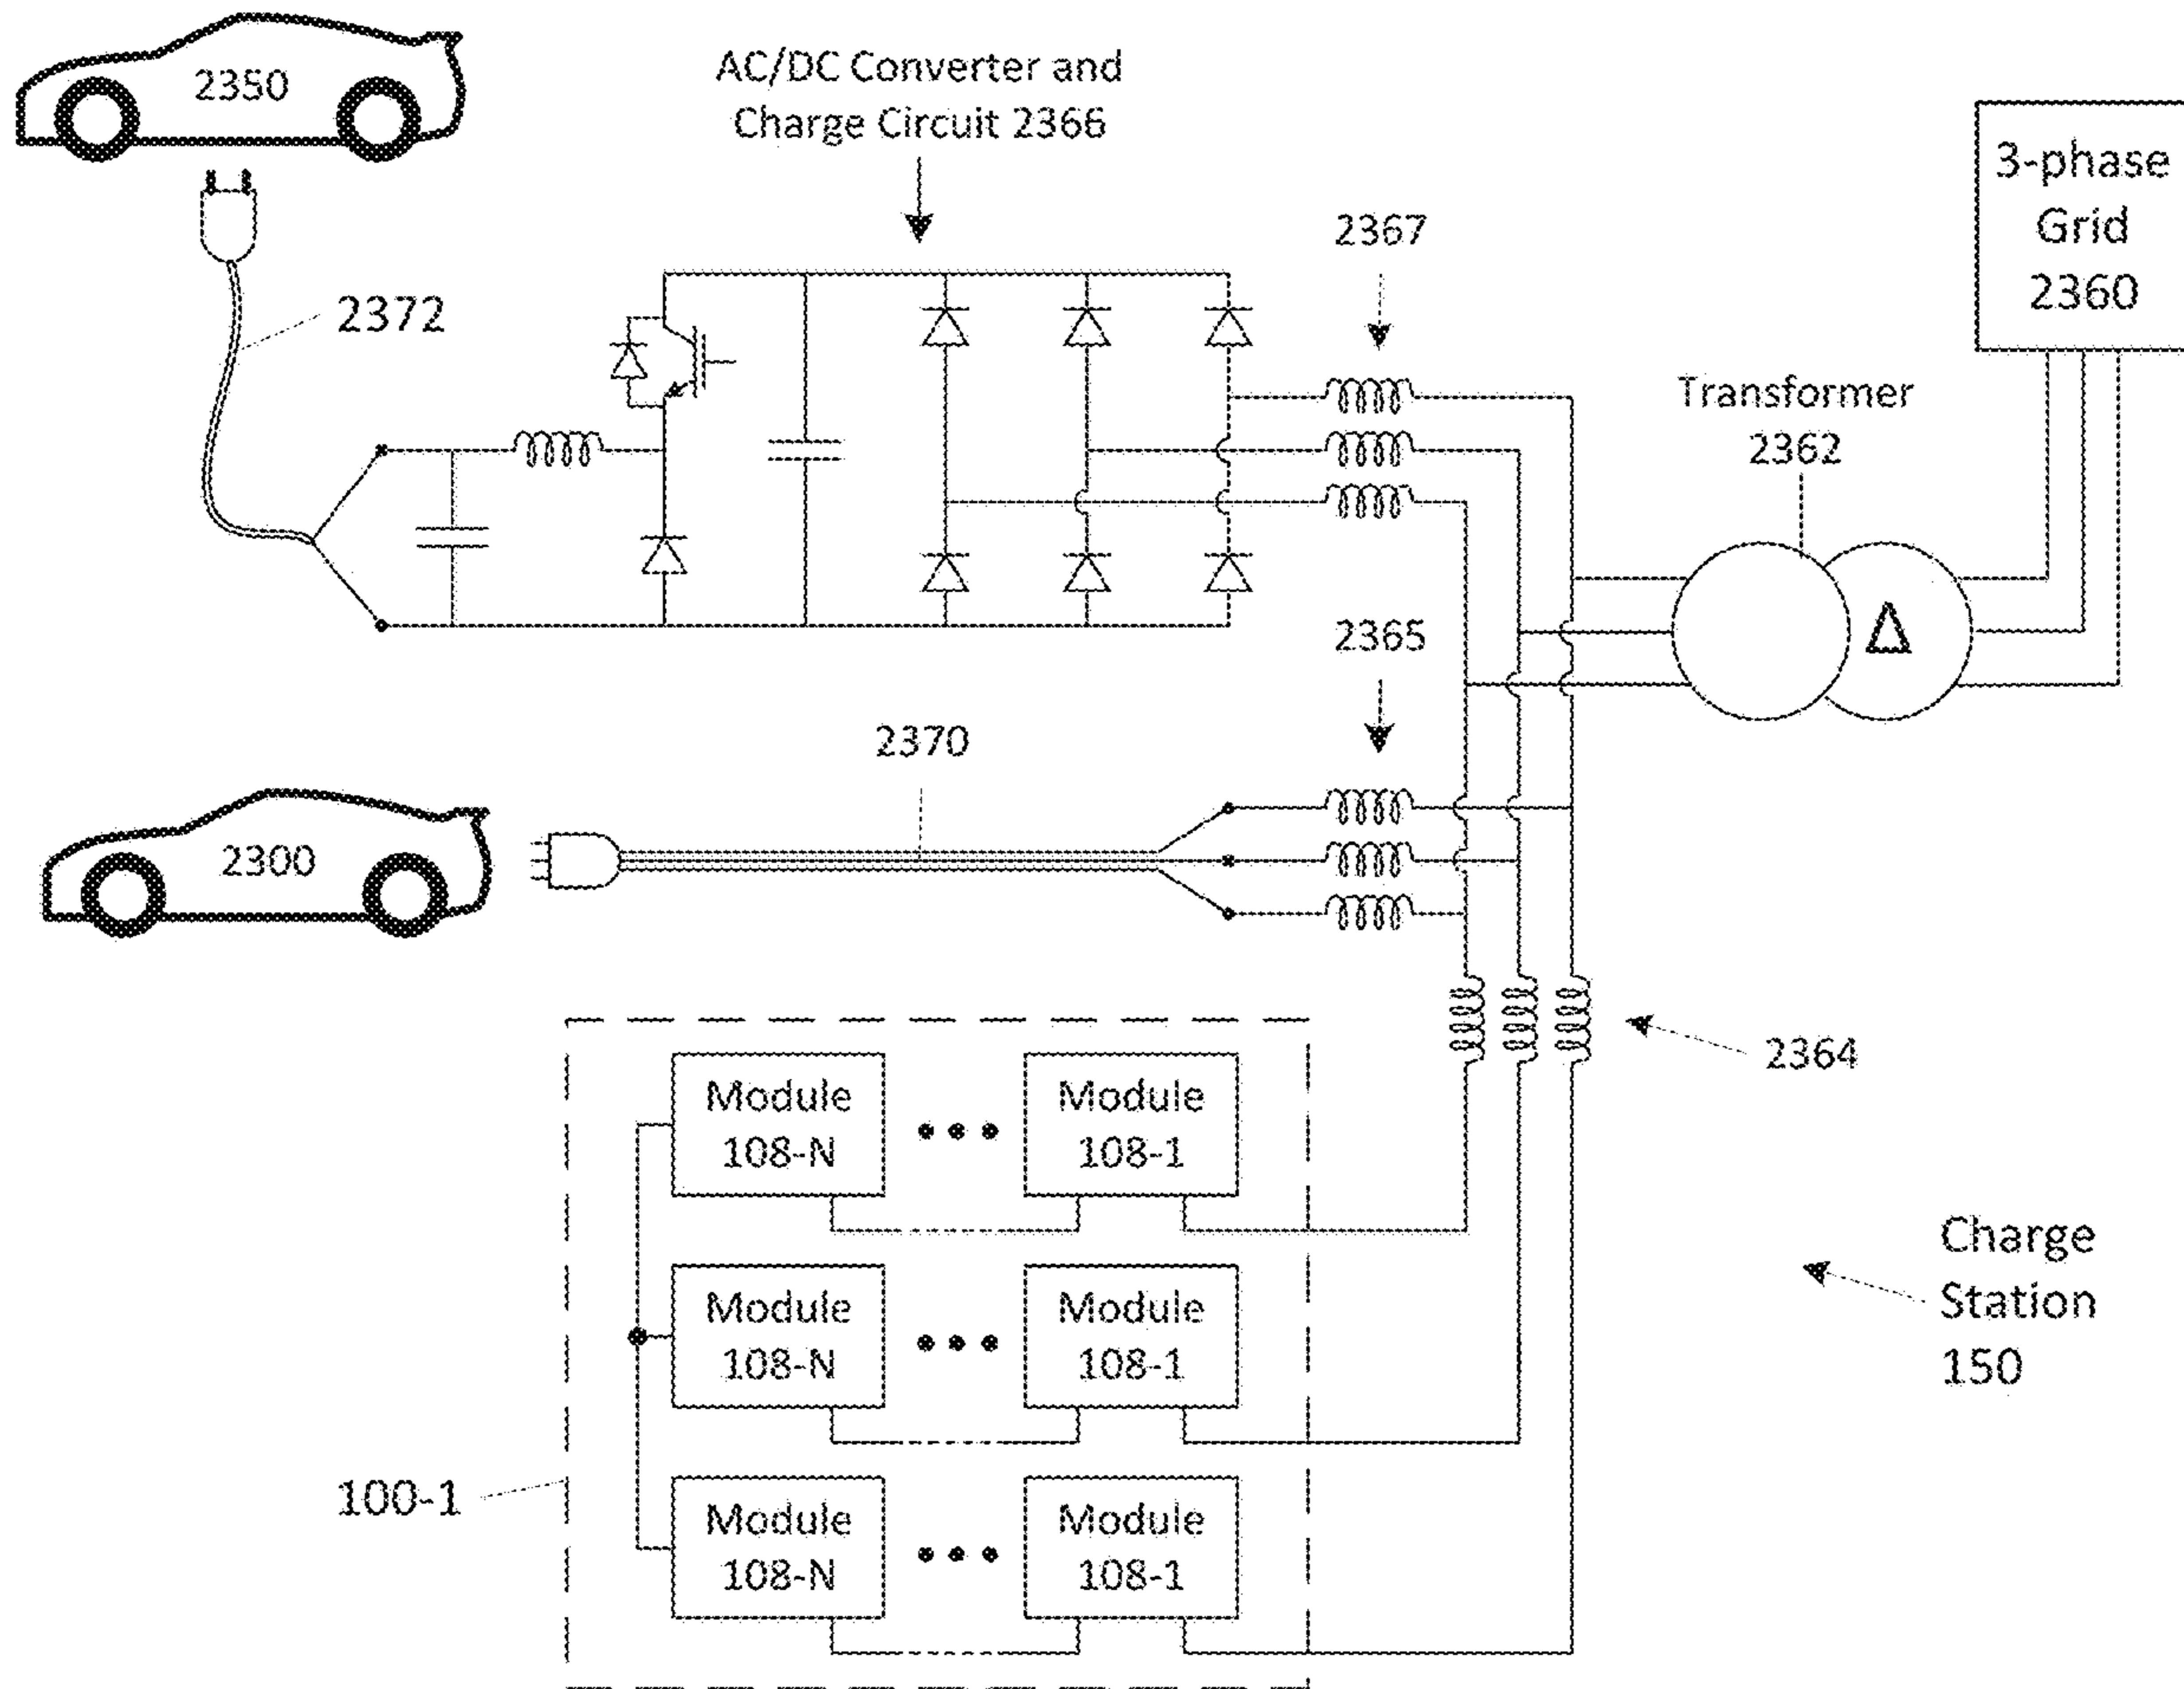 2350
AC/DC Converter and
Charge Circuit 2366
3-phase
Grid
2360
2367
2372
Transformer
2362
Δ
2365
2370
2300
2364
Module
108-N
Module
108-1
Module
108-N
Module
108-1
Charge
Station
150
Module
108-N
Module
108-1
100-1